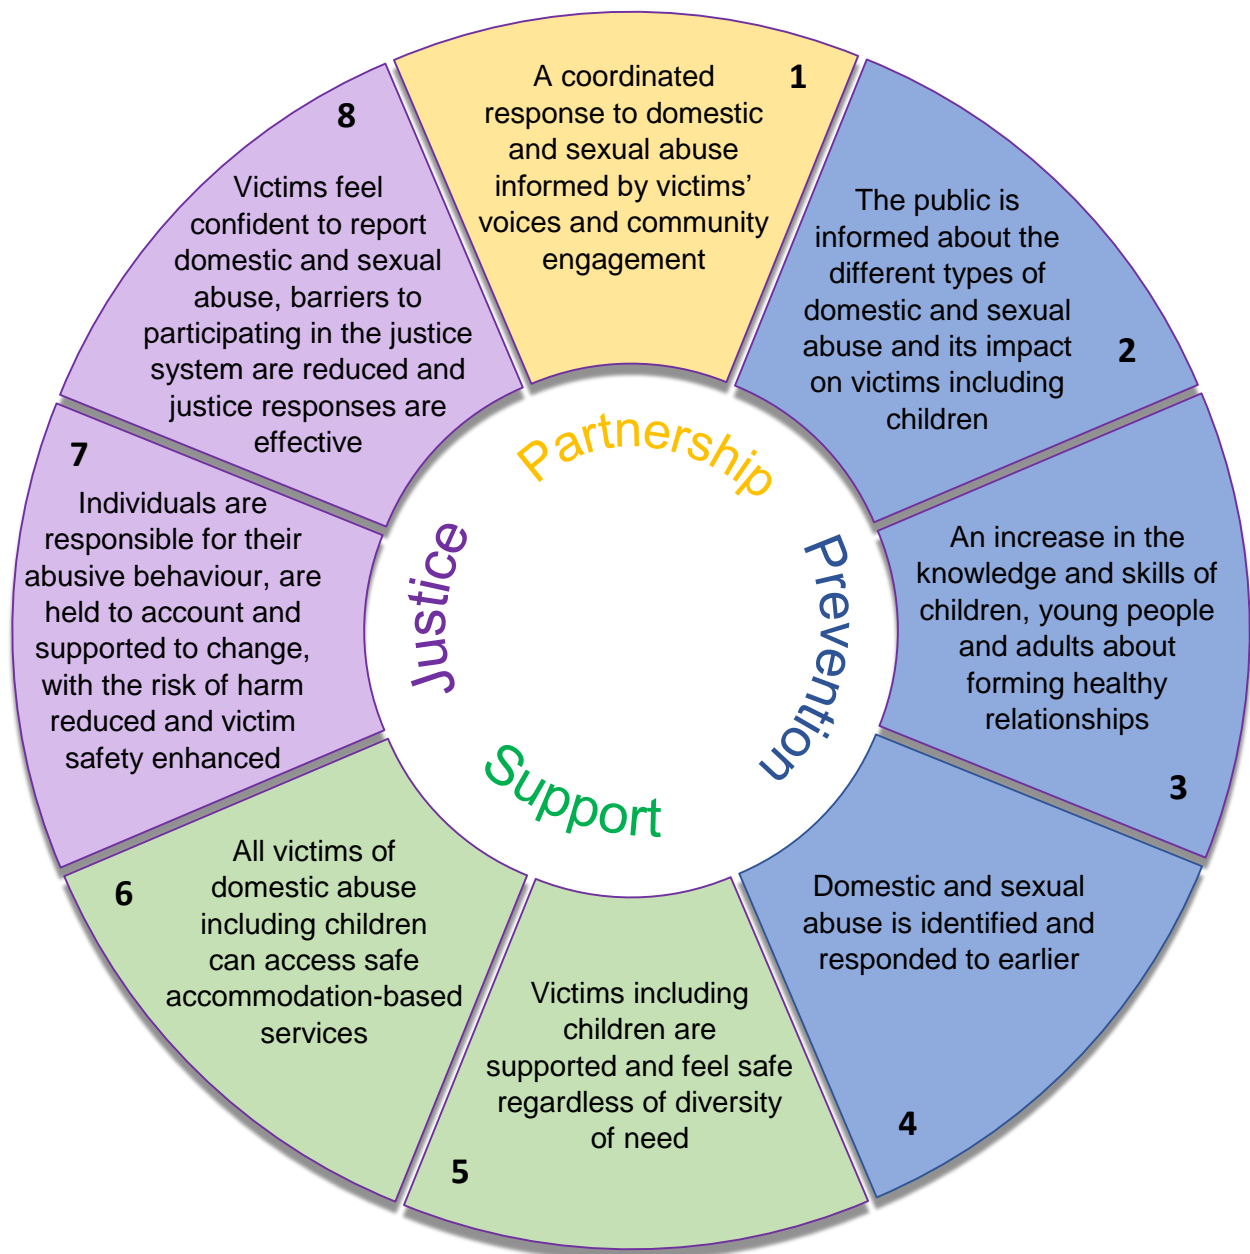 1
A coordinated
response to domestic
and sexual abuse
informed by victims’
voices and community
engagement
The public is
informed about the
different types of
domestic and sexual
abuse and its impact
on victims including
children
2
An increase in the
knowledge and skills of
children, young people
and adults about
forming healthy
relationships
3
Domestic and sexual
abuse is identified and
responded to earlier
4
Victims including
children are
supported and feel safe
regardless of diversity
of need
5
All victims of
domestic abuse
including children
can access safe
accommodation-based
services
6
7
Individuals are
responsible for their
abusive behaviour, are
held to account and
supported to change,
with the risk of harm
reduced and victim
safety enhanced
8
Victims feel
confident to report
domestic and sexual
abuse, barriers to
participating in the justice
system are reduced and
justice responses are
effective
Partnership
Prevention
Support
Justice